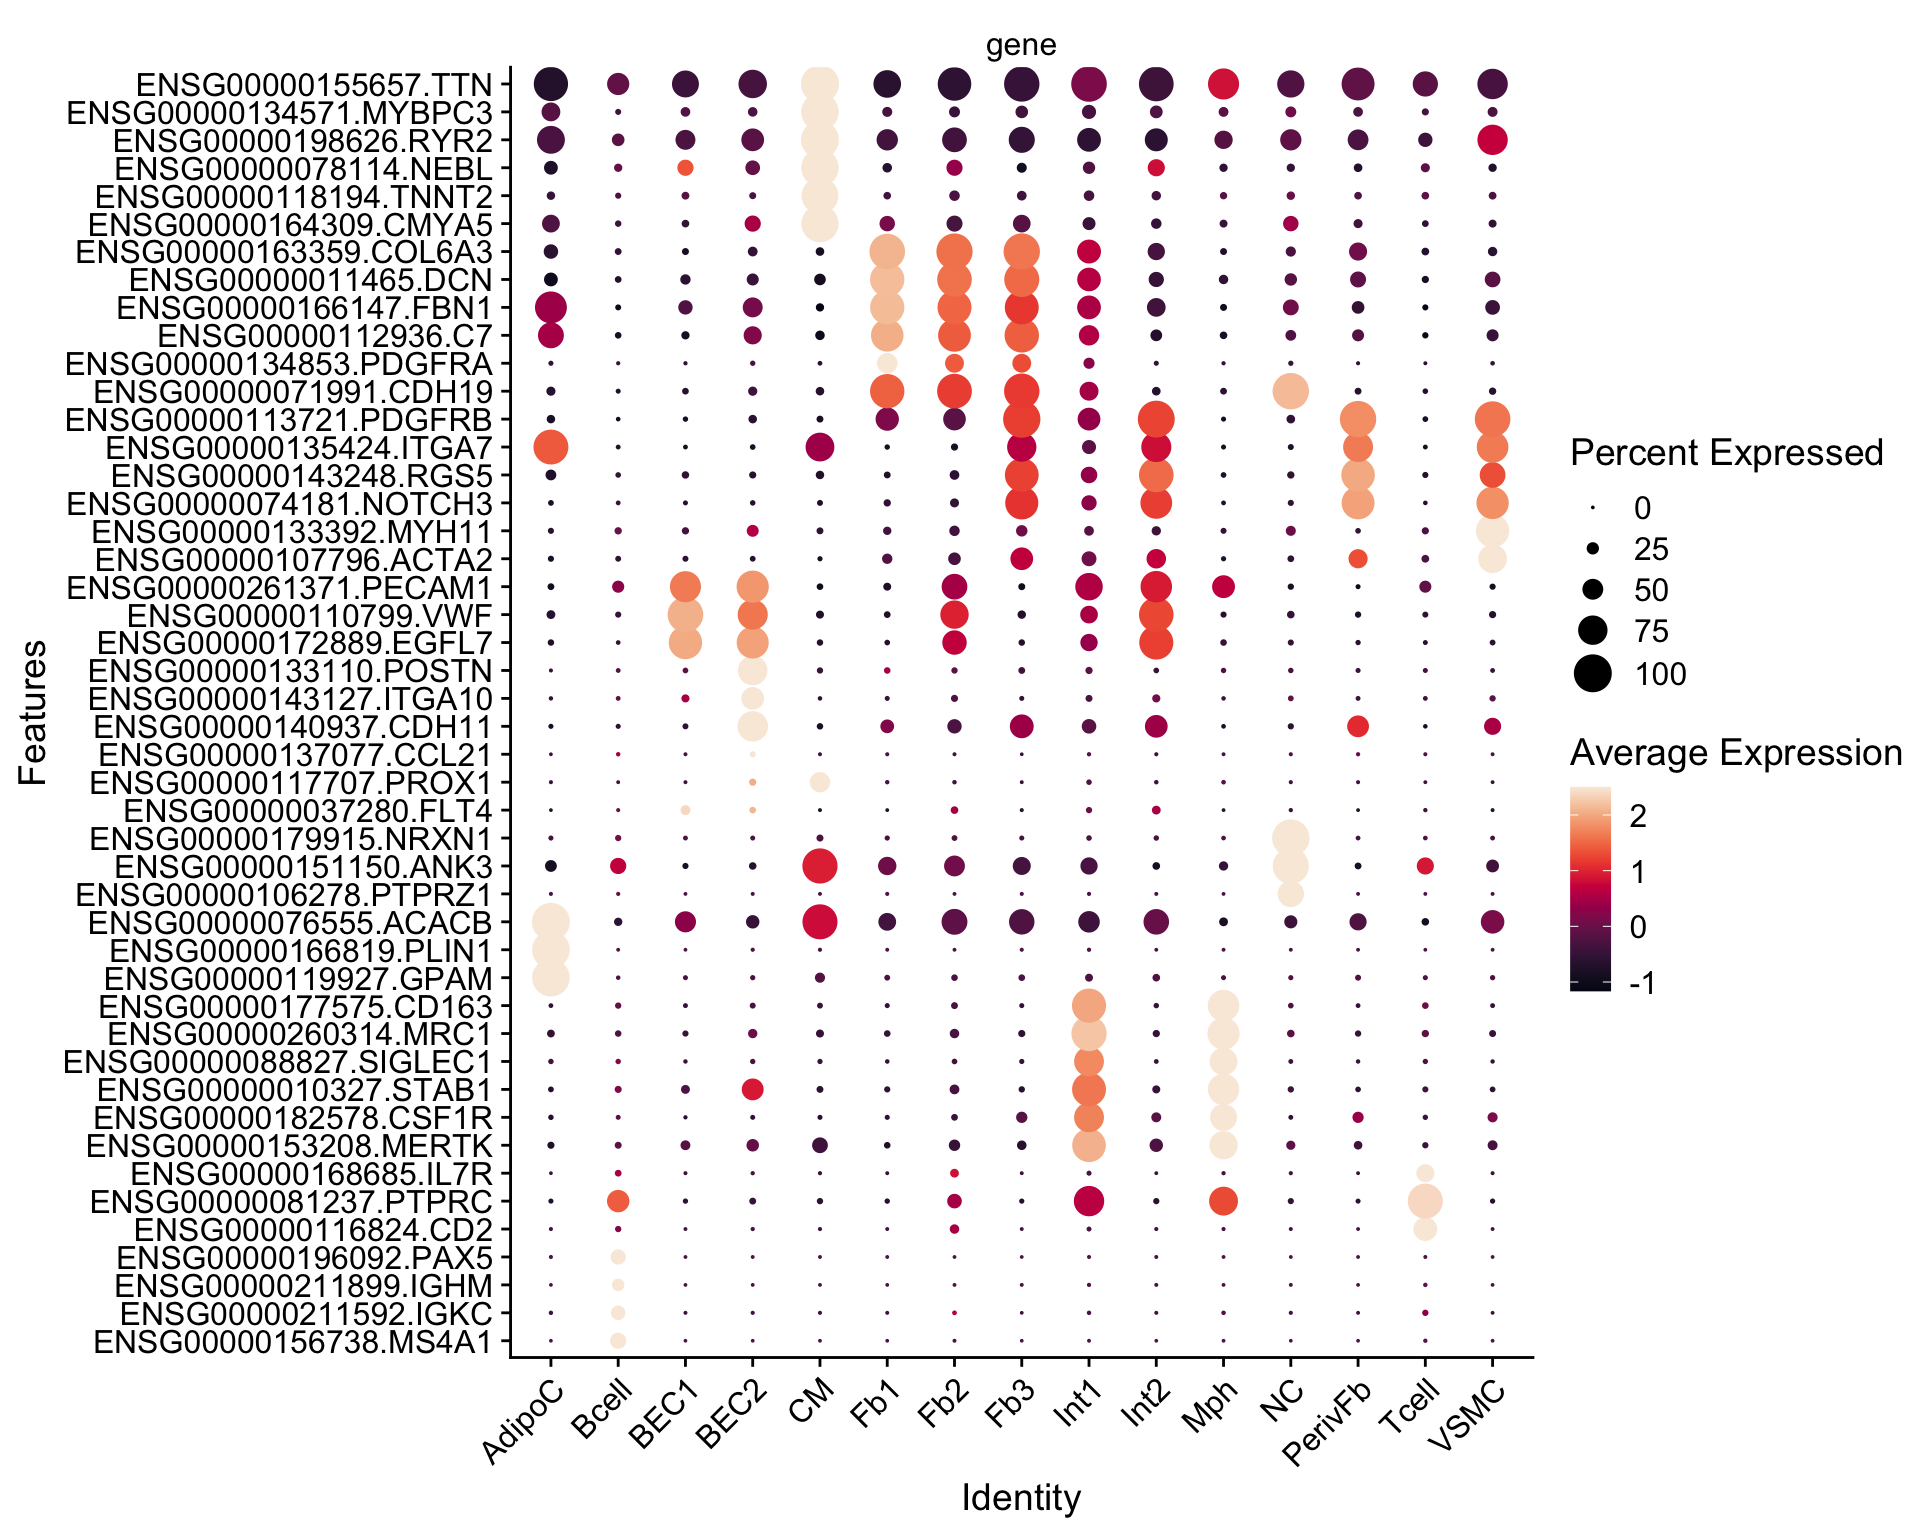 gene
ENSG00000155657.TTN
ENSG00000134571.MYBPC3
ENSG00000198626.RYR2
ENSG00000078114.NEBL
ENSG00000118194.TNNT2
ENSG00000164309.CMYA5
ENSG00000163359.COL6A3
ENSG00000011465.DCN
ENSG00000166147.FBN1
ENSG00000112936.C7
ENSG00000134853.PDGFRA
ENSG00000071991.CDH19
ENSG00000113721.PDGFRB
ENSG00000135424.ITGA7
ENSG00000143248.RGS5
ENSG00000074181.NOTCH3
ENSG00000133392.MYH11
ENSG00000107796.ACTA2
ENSG00000261371.PECAM1
ENSG00000110799.VWF
ENSG00000172889.EGFL7
ENSG00000133110.POSTN
ENSG00000143127.ITGA10
ENSG00000140937.CDH11
ENSG00000137077.CCL21
ENSG00000117707.PROX1
ENSG00000037280.FLT4
ENSG00000179915.NRXN1
ENSG00000151150.ANK3
ENSG00000106278.PTPRZ1
ENSG00000076555.ACACB
ENSG00000166819.PLIN1
ENSG00000119927.GPAM
ENSG00000177575.CD163
ENSG00000260314.MRC1
ENSG00000088827.SIGLEC1
ENSG00000010327.STAB1
ENSG00000182578.CSF1R
ENSG00000153208.MERTK
ENSG00000168685.IL7R
ENSG00000081237.PTPRC
ENSG00000116824.CD2
ENSG00000196092.PAX5
ENSG00000211899.IGHM
ENSG00000211592.IGKC
ENSG00000156738.MS4A1
Features
AdipoC
Bcell
BEC1
BEC2
CM
Fb1
Fb2
Fb3
Int1
Int2
Mph
NC
PerivFb
Tcell
VSMC
Identity
Percent Expressed
0
25
50
75
100
Average Expression
2
1
0
-1